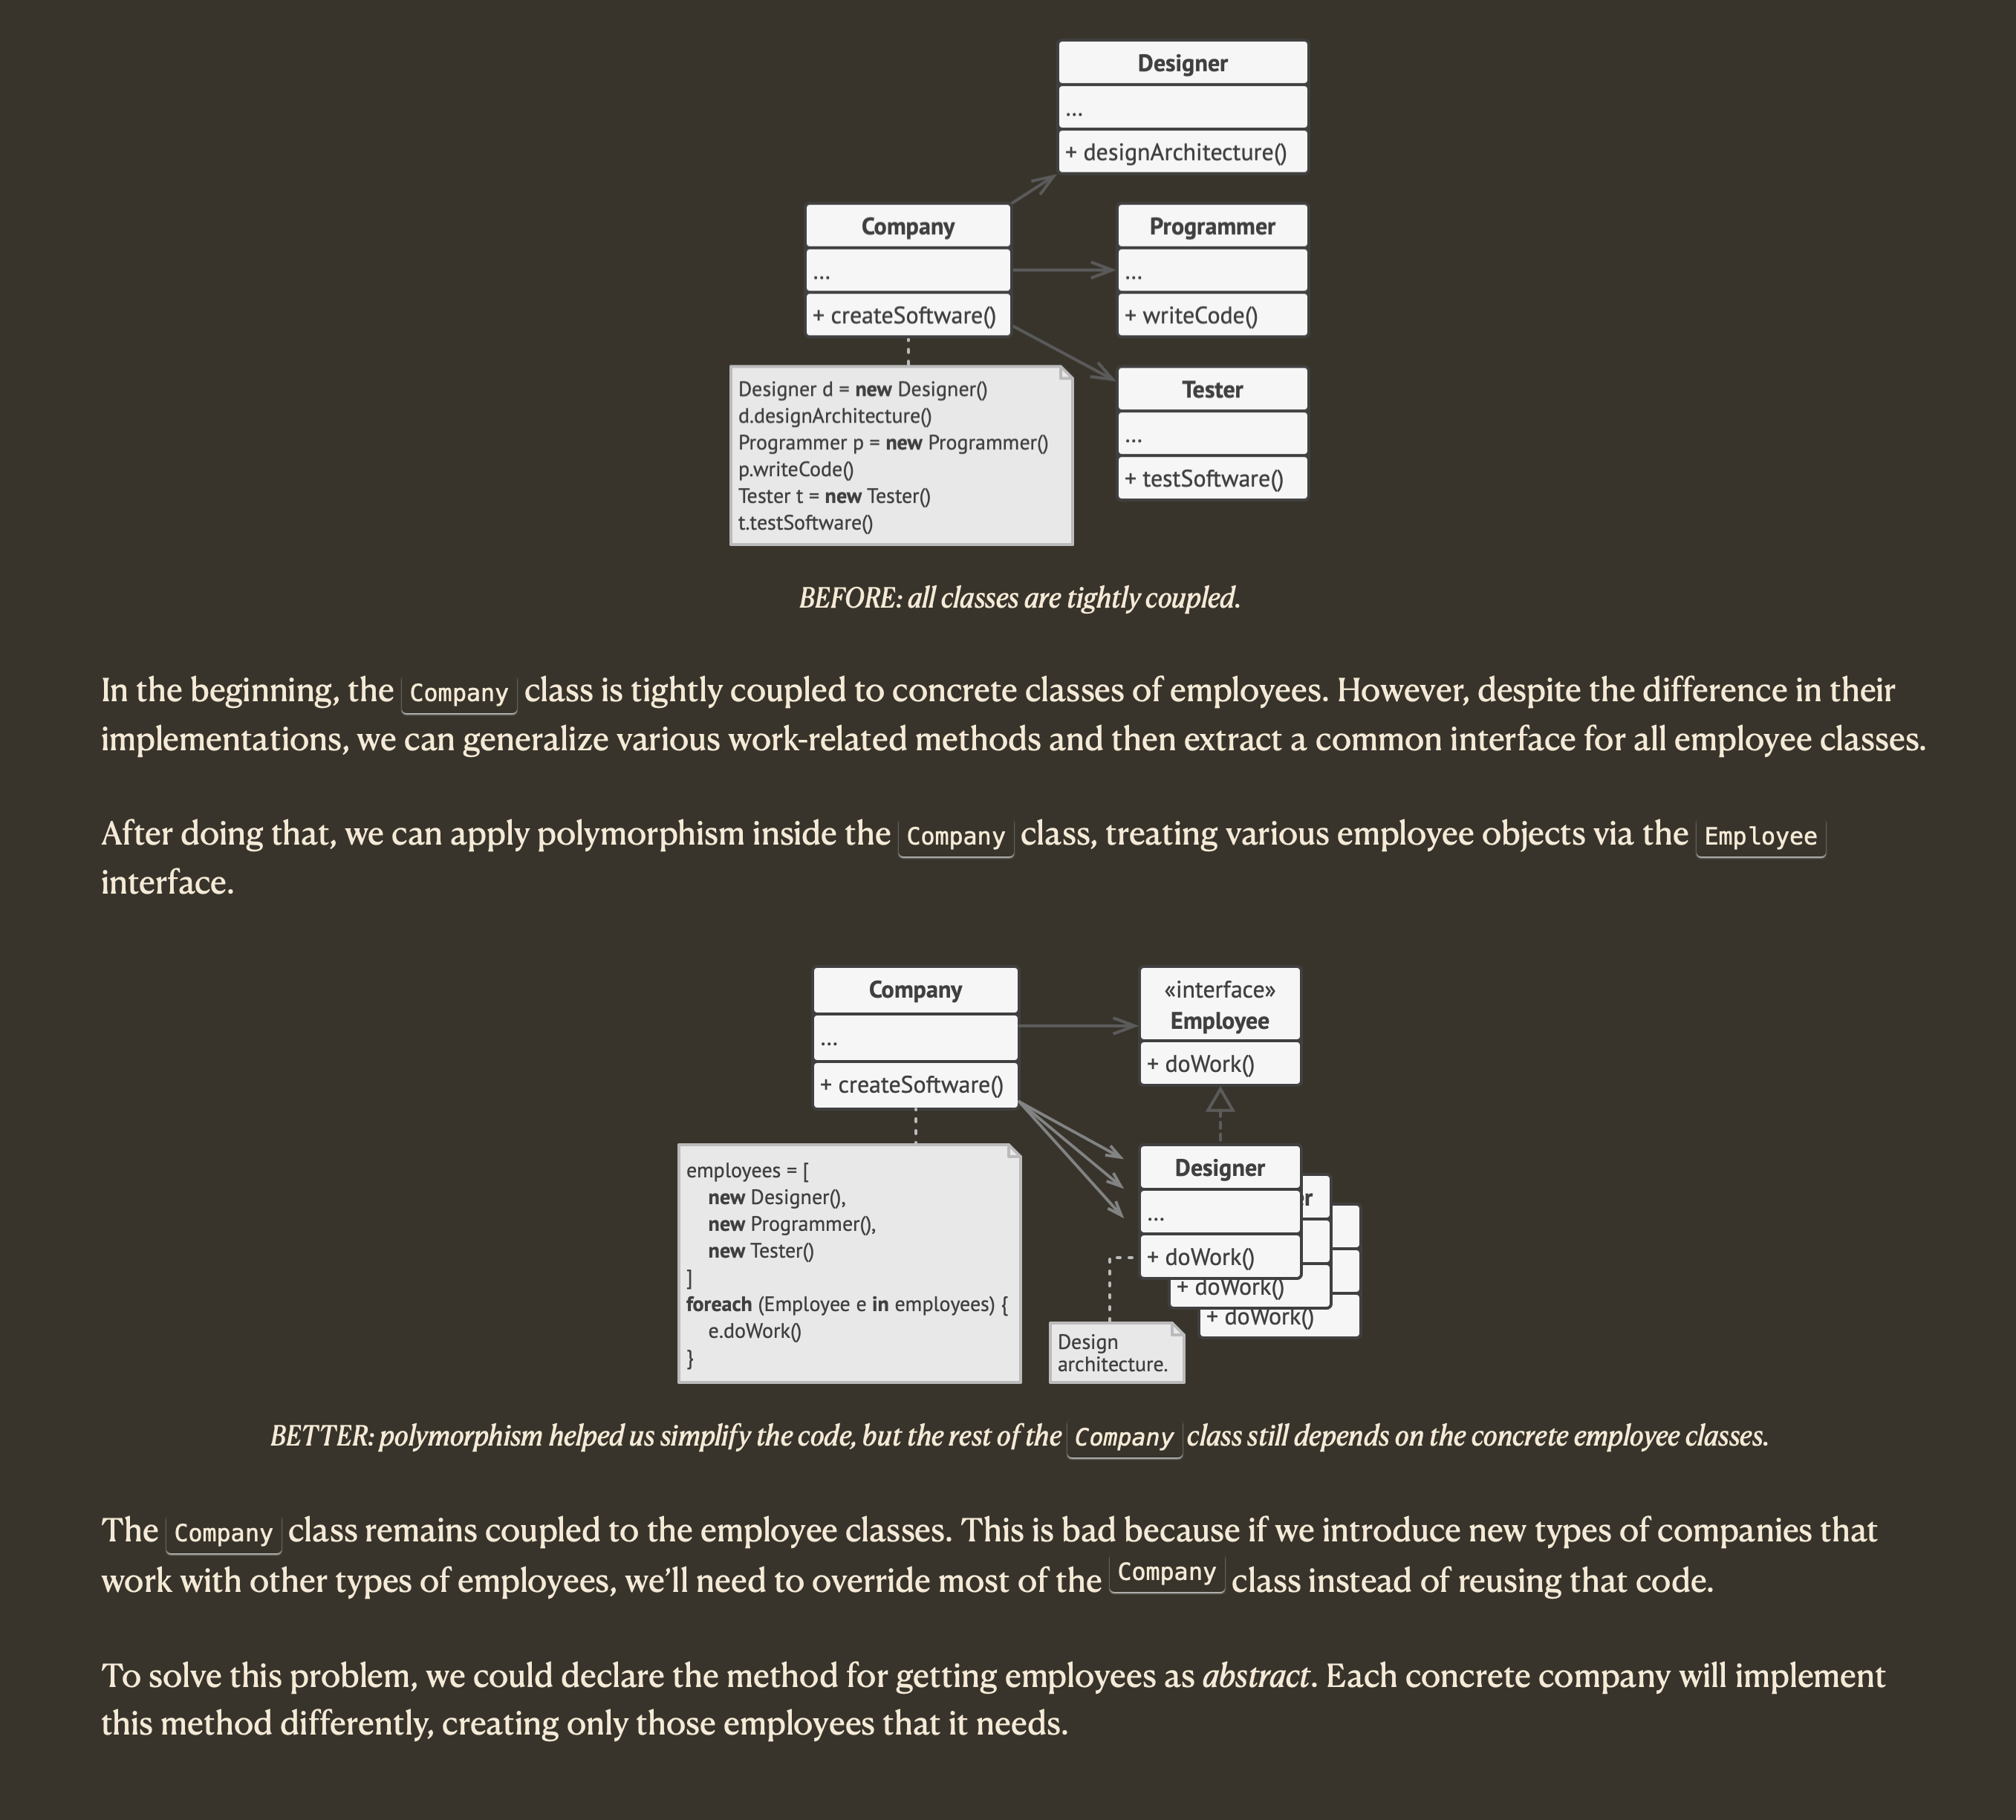 Designer
...
+ designArchitecture()
Company
...
+ createSoftware()
Programmer
...
+ writeCode()
Tester
...
+ testSoftware()
Designer d = new Designer()
d.designArchitecture()
Programmer p = new Programmer()
p.writeCode()
Tester t = new Tester()
t.testSoftware()
BEFORE: all classes are tightly coupled.
In the beginning, the Company class is tightly coupled to concrete classes of employees. However, despite the difference in their
implementations, we can generalize various work-related methods and then extract a common interface for all employee classes.
After doing that, we can apply polymorphism inside the Company class, treating various employee objects via the Employee
interface.
Company
...
+ createSoftware()
«interface»
Employee
+ doWork()
employees = [
new Designer(),
new Programmer(),
new Tester()
]
foreach (Employee e in employees) {
e.doWork()
}
Designer
...
+ doWork()
er
+ doWork()
+ doWork()
Design
architecture.
BETTER: polymorphism helped us simplify the code, but the rest of the Company class still depends on the concrete employee classes.
The Company class remains coupled to the employee classes. This is bad because if we introduce new types of companies that
work with other types of employees, we’ll need to override most of the Company class instead of reusing that code.
To solve this problem, we could declare the method for getting employees as abstract. Each concrete company will implement
this method differently, creating only those employees that it needs.